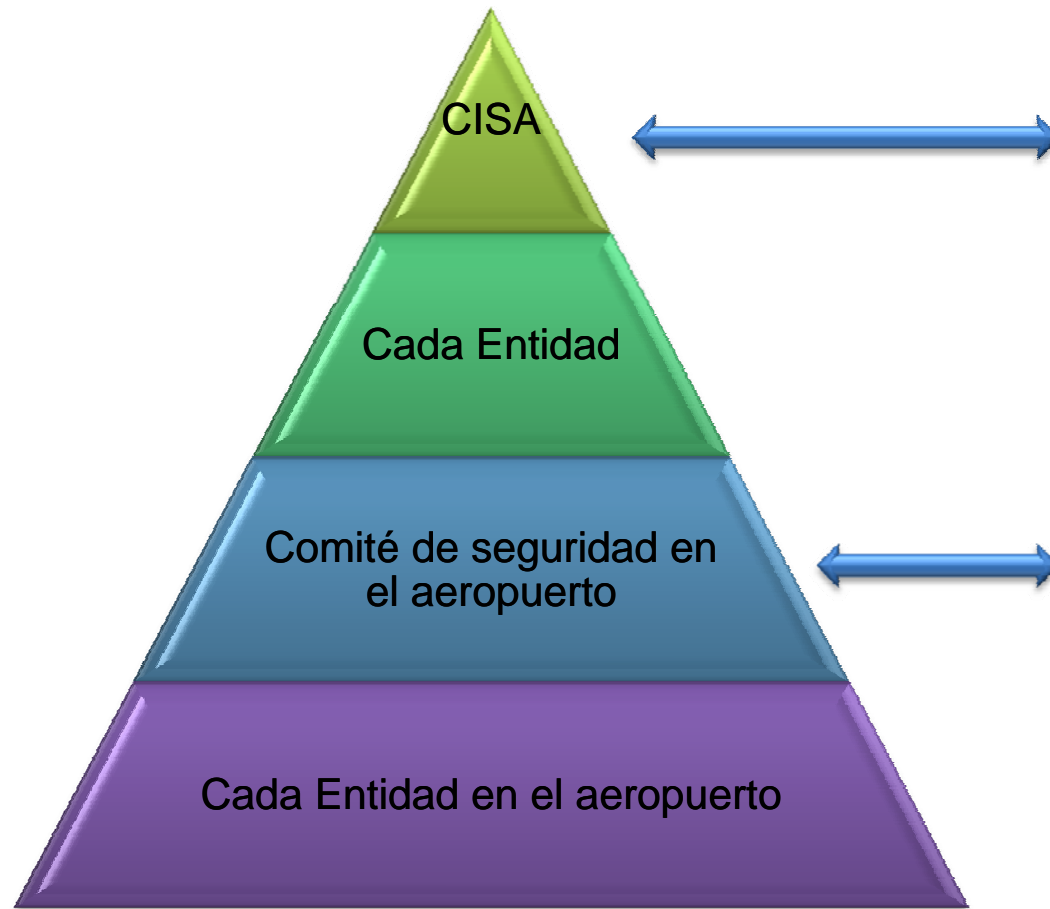 CISA
Cada Entidad
Comité de seguridad en
el aeropuerto
Cada Entidad en el aeropuerto